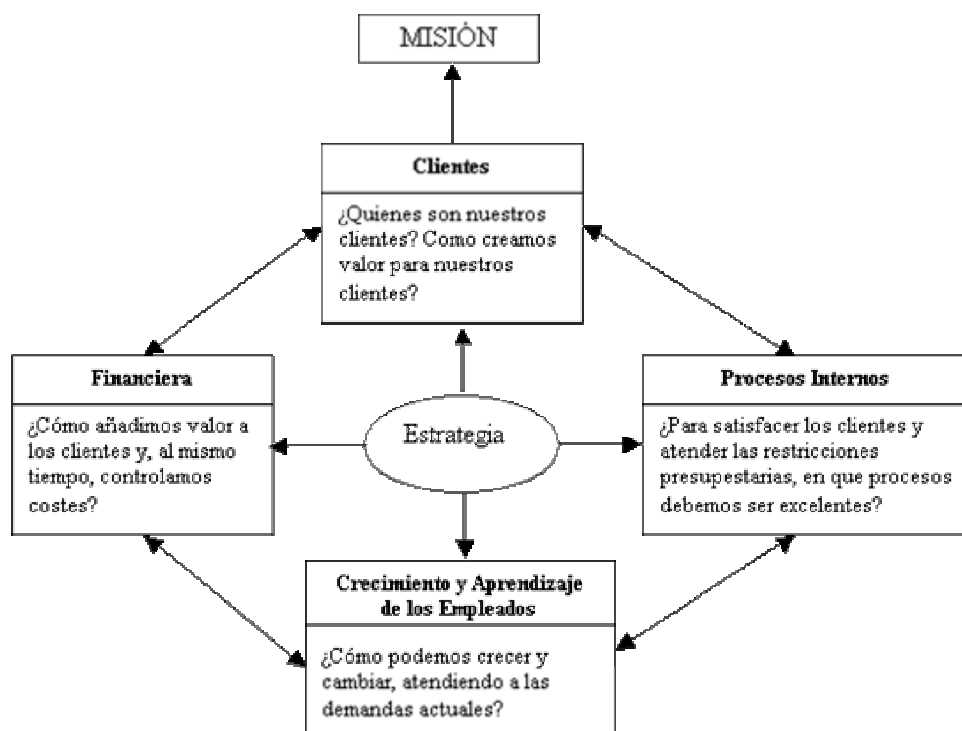 MISIÓN
Clientes
¿Quienes son nuestros
clientes? Como creamos
valor para nuestros
clientes?
Financiera
¿Cómo añadimos valor a
los clientes y, al mismo
tiempo, controlamos
costes?
Estrategia
Procesos Internos
¿Para satisfacer los clientes y
atender las restricciones
presupestarias, en que procesos
debemos ser excelentes?
Crecimiento y Aprendizaje
de los Empleados
¿Cómo podemos crecer y
cambiar, atendiendo a las
demandas actuales?